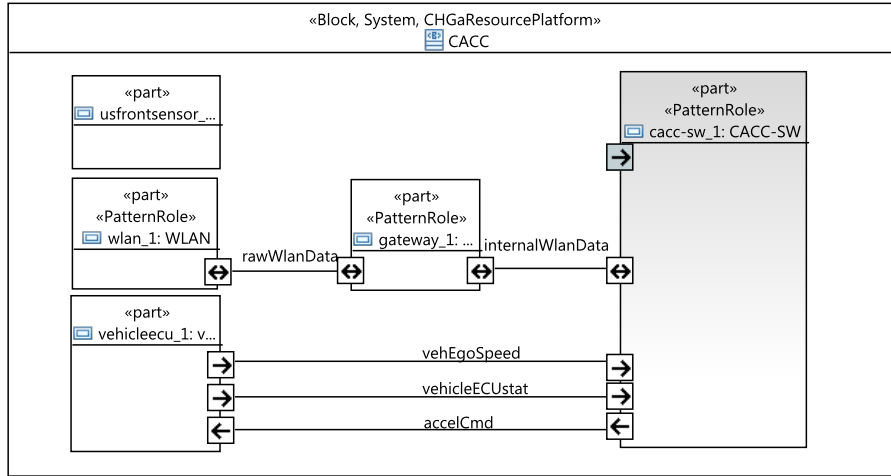 «Block, System, CHGaResourcePlatform»
CACC
«part»
usfrontsensor_...
«part»
«PatternRole»
cacc-sw_1: CACC-SW
«part»
«PatternRole»
wlan_1: WLAN
«part»
«PatternRole»
gateway_1: ...
rawWlanData
internalWlanData
«part»
vehicleecu_1: v...
vehEgoSpeed
vehicleECUstat
accelCmd